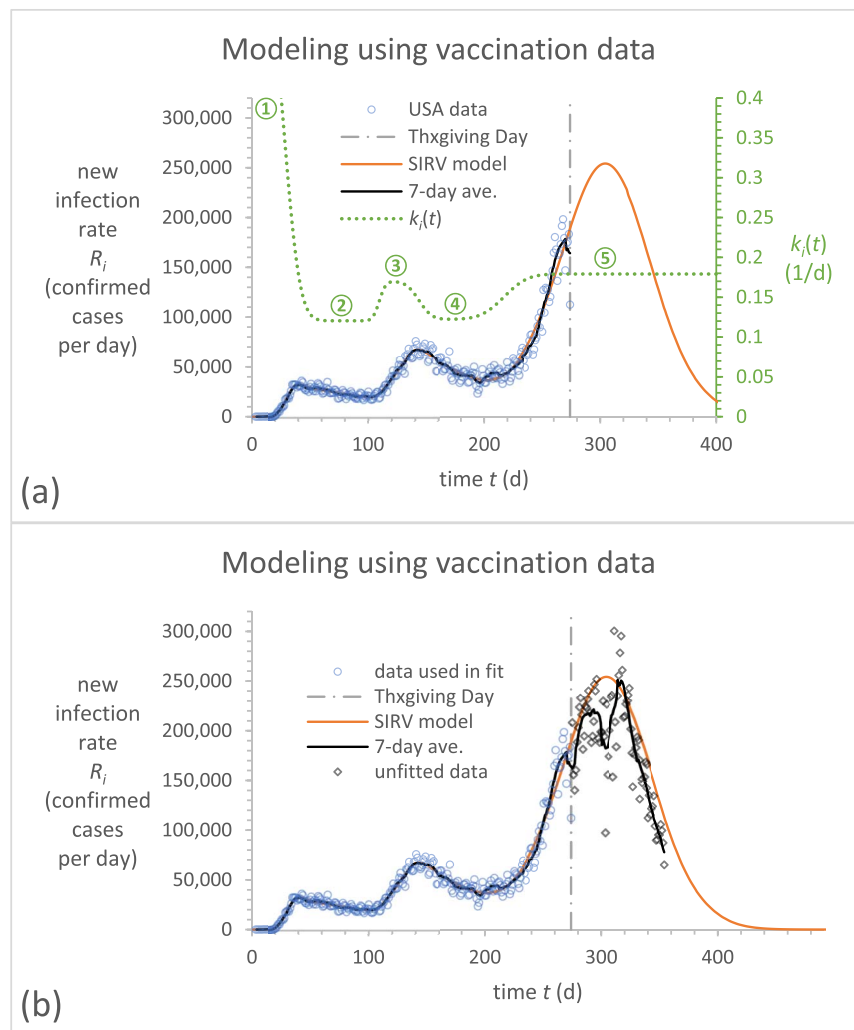 Modeling using vaccination data
new
infection
rate
Ri
(confirmed
cases
per day)
300,000
250,000
200,000
150,000
100,000
50,000
0
①
②
③
④
⑤
USA data
Thxgiving Day
SIRV model
7-day ave.
ki(t)
0.4
0.35
0.3
0.25
0.2
0.15
0.1
0.05
0
ki(t)
(1/d)
0
100
200
300
400
time t (d)
(a)
Modeling using vaccination data
new
infection
rate
Ri
(confirmed
cases
per day)
300,000
250,000
200,000
150,000
100,000
50,000
0
data used in fit
Thxgiving Day
SIRV model
7-day ave.
unfitted data
0
100
200
300
400
time t (d)
(b)